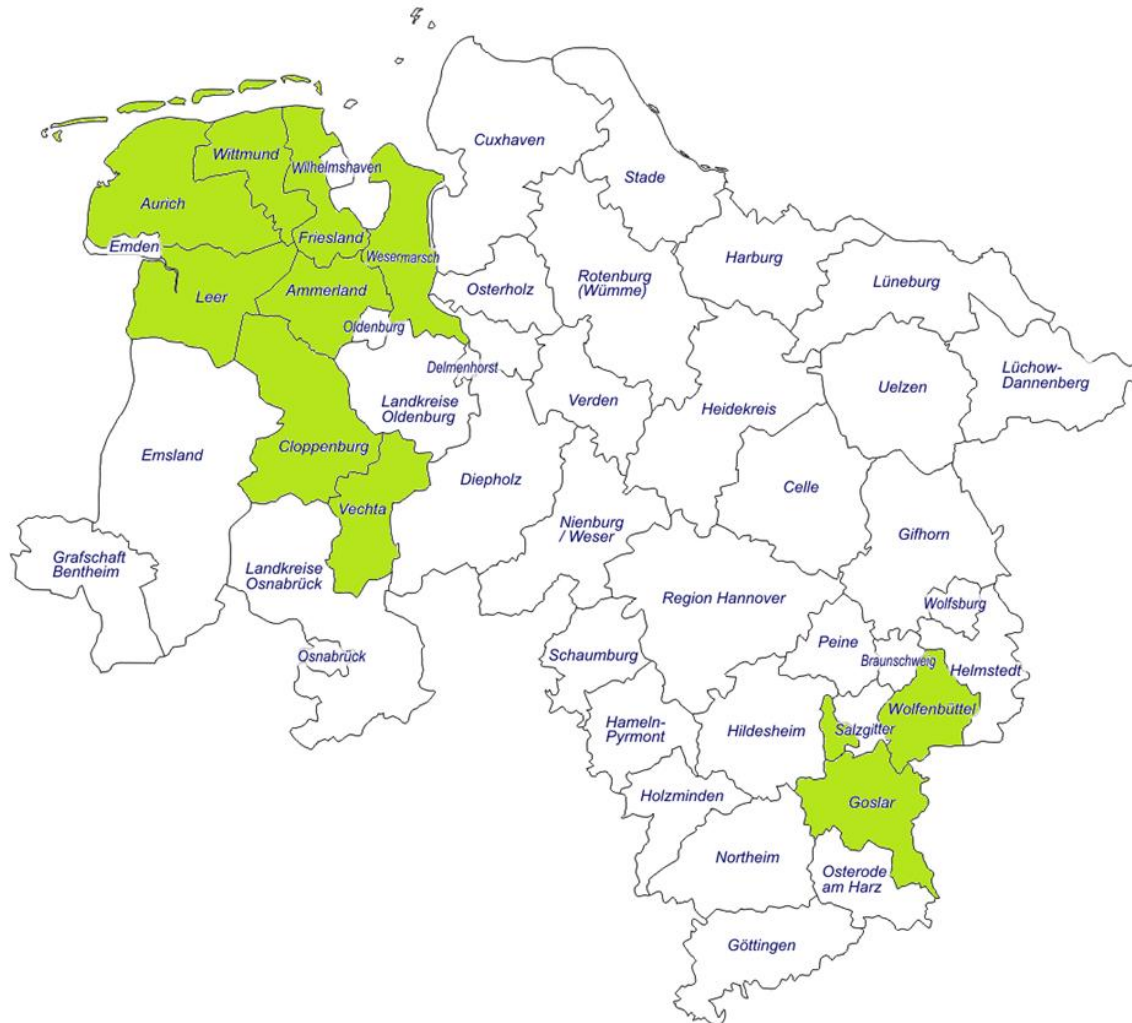 Cuxhaven
Wittmund
Wilhelmshaven
Stade
Aurich
Friesland
Emden
Wesermarsch
Harburg
Rotenburg
(Wümme)
Lüneburg
Leer
Ammerland
Osterholz
Oldenburg
Delmenhorst
Lüchow-
Dannenberg
Uelzen
Landkreise
Oldenburg
Verden
Heidekreis
Cloppenburg
Emsland
Diepholz
Celle
Vechta
Nienburg
/ Weser
Gifhorn
Grafschaft
Bentheim
Landkreise
Osnabrück
Region Hannover
Wolfsburg
Peine
Osnabrück
Schaumburg
Braunschweig
Helmstedt
Wolfenbüttel
Hameln-
Pyrmont
Hildesheim
Salzgitter
Holzminden
Goslar
Northeim
Osterode
am Harz
Göttingen